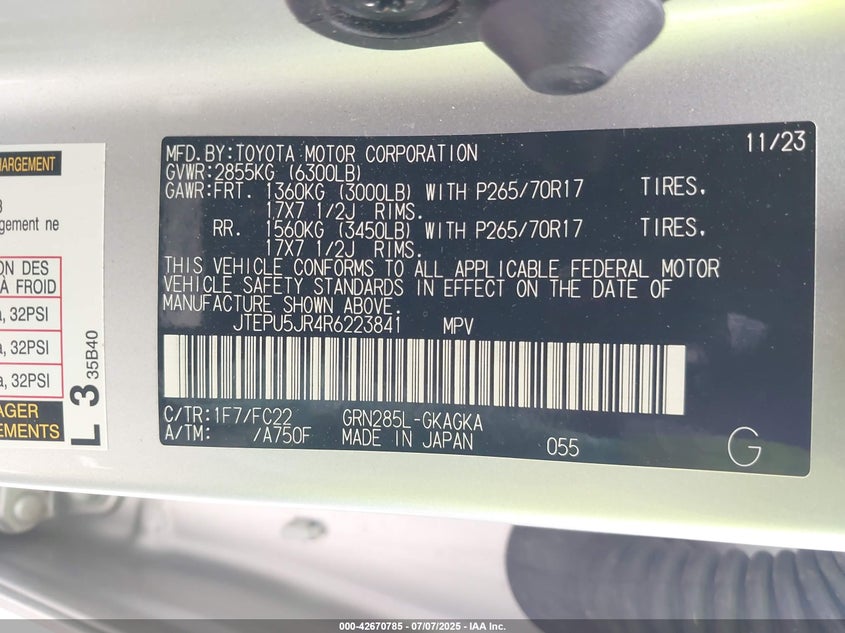 MFD.BY:TOYOTA MOTOR CORPORATION 11/23
GVWR:2855KG (6300LB)
GAWR:FRT. 1360KG (3000LB) WITH P265/70R17 TIRES,
17X7 1/2J RIMS.
RR. 1560KG (3450LB) WITH P265/70R17 TIRES,
17X7 1/2J RIMS.
THIS VEHICLE CONFORMS TO ALL APPLICABLE FEDERAL MOTOR
VEHICLE SAFETY STANDARDS IN EFFECT ON THE DATE OF
MANUFACTURE SHOWN ABOVE.
JTEPU5JR4R6223841 MPV
C/TR:1F7/FC22 GRN285L-GKAGKA
A/TM: /A750F MADE IN JAPAN 055 G
HARGEMENT
gement ne
ON DES
À FROID
a, 32PSI
a, 32PSI
a, 32PSI
AGER
EMENTS
L 3 35B40
000-42670785 - 07/07/2025 - IAA Inc.